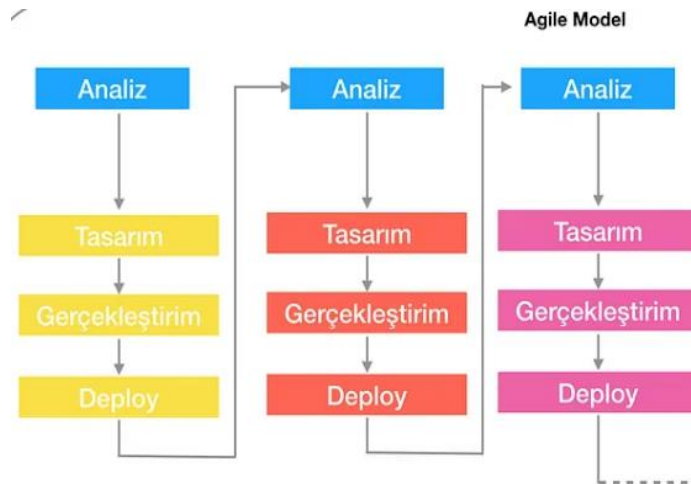 Agile Model
Analiz
Tasarım
Gerçekleştirim
Deploy
Analiz
Tasarım
Gerçekleştirim
Deploy
Analiz
Tasarım
Gerçekleştirim
Deploy